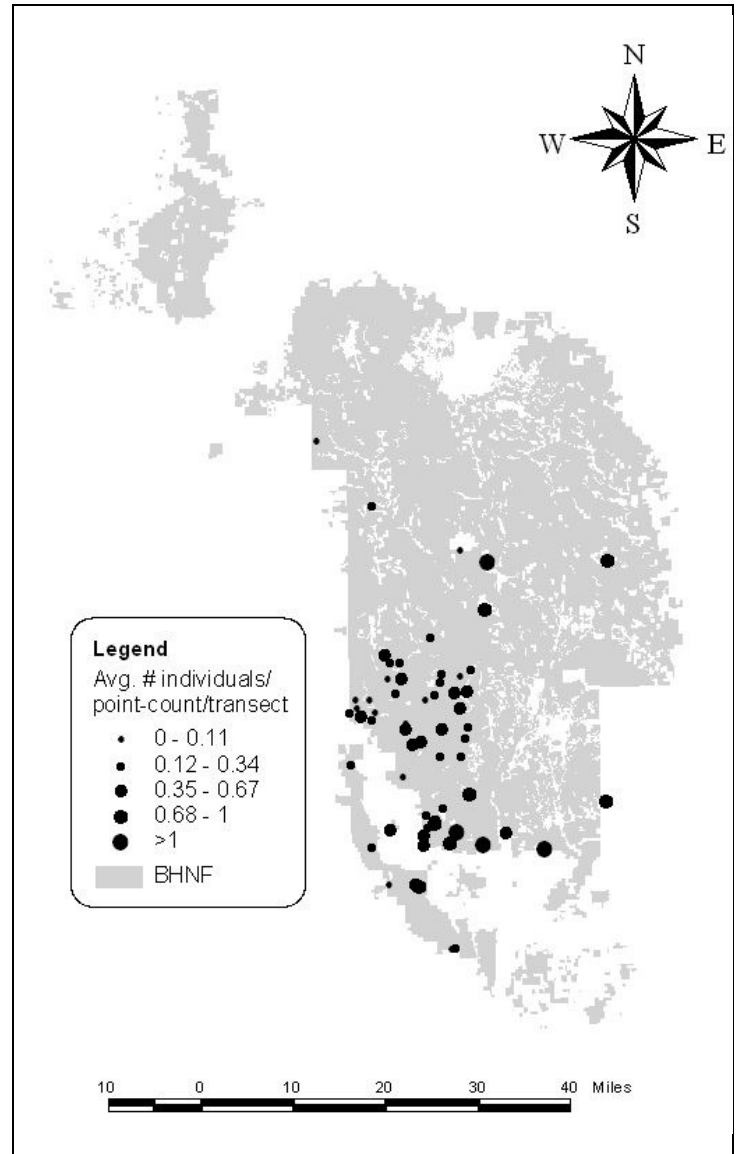 N
W E
S
Legend
Avg. # individuals/
point-count/transect
0 - 0.11
0.12 - 0.34
0.35 - 0.67
0.68 - 1
>1
BHNF
10 0 10 20 30 40 Miles